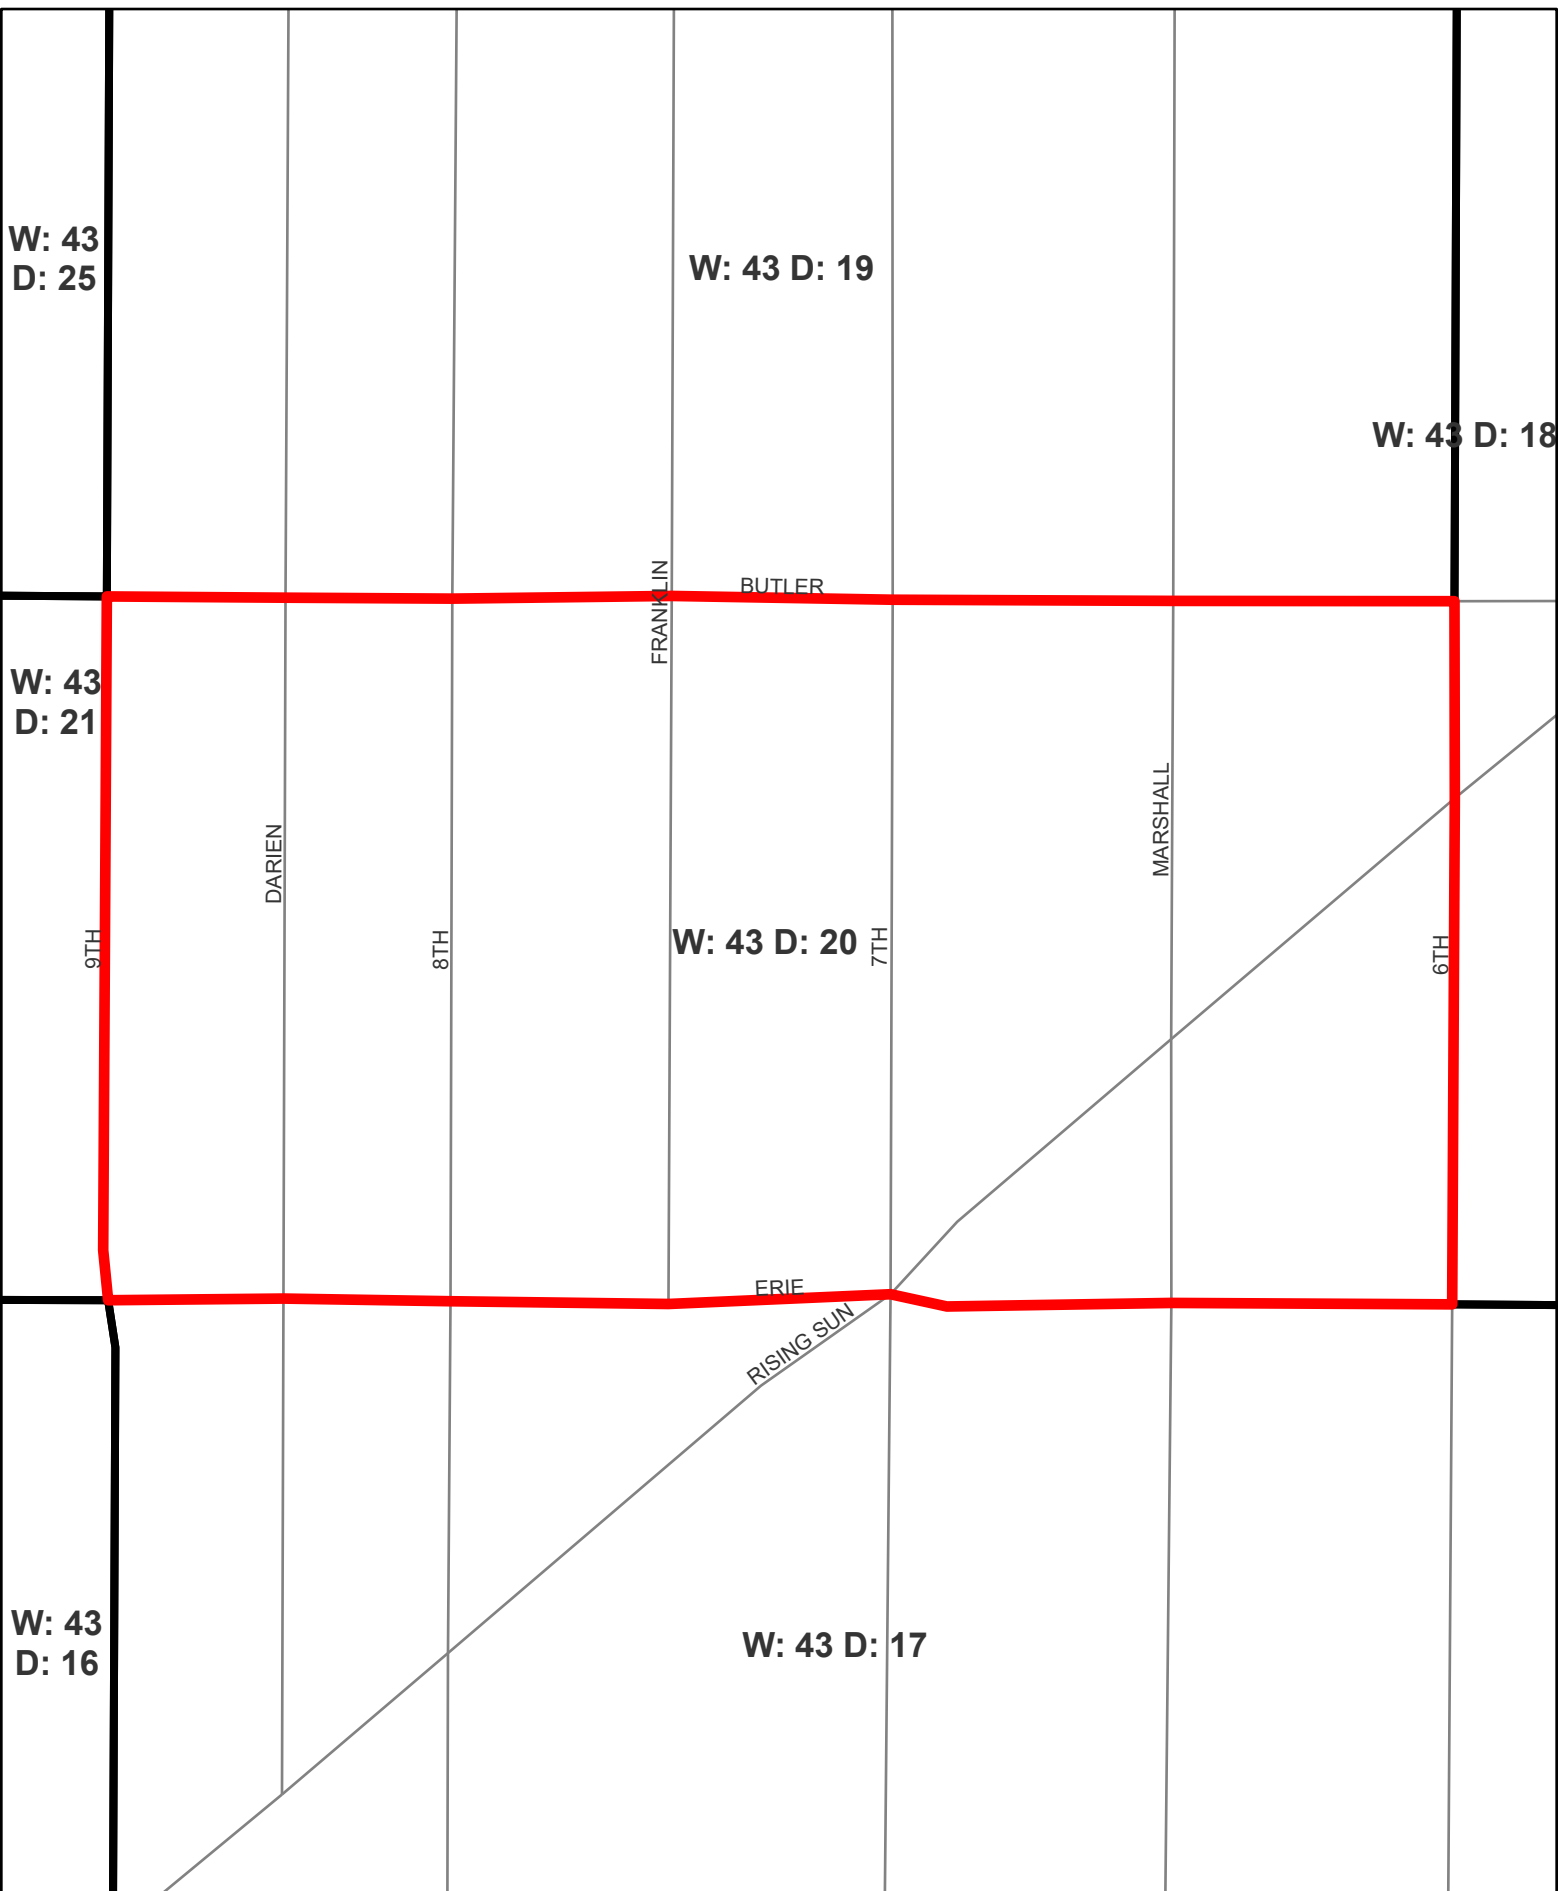 W: 43
D: 25
W: 43 D: 19
W: 43 D: 18
FRANKLIN
BUTLER
W: 43
D: 21
DARIEN
MARSHALL
9TH
8TH
W: 43 D: 20
7TH
6TH
ERIE
RISING SUN
W: 43
D: 16
W: 43 D: 17